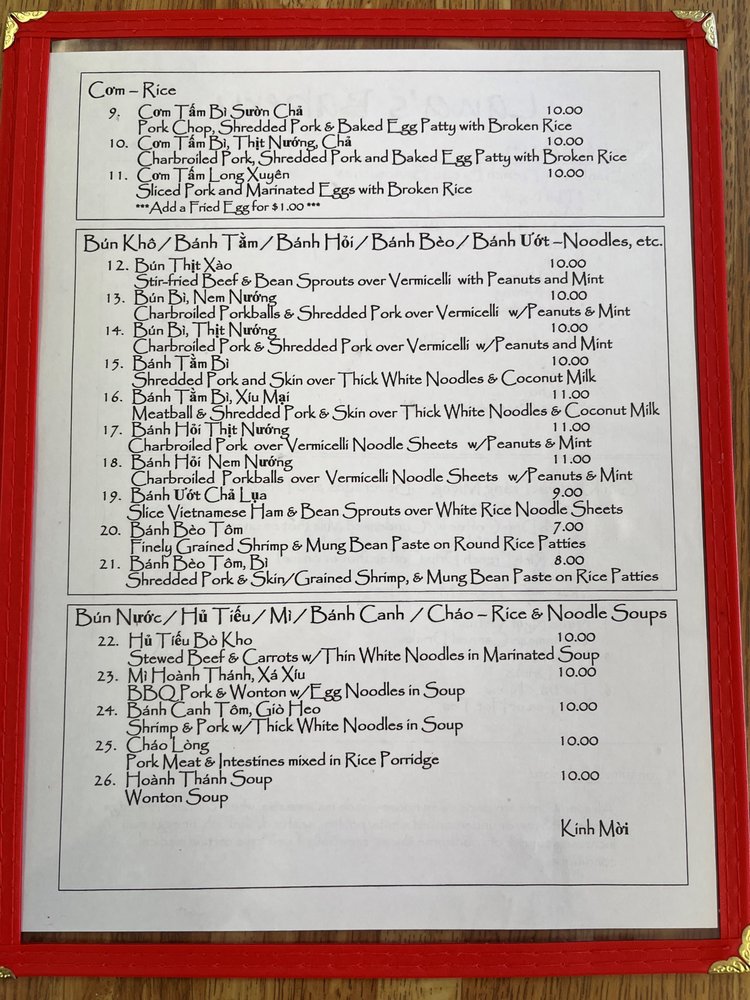 Cơm – Rice
9. Cơm Tấm Bì Sườn Chả 10.00
Pork Chop, Shredded Pork & Baked Egg Patty with Broken Rice
10. Cơm Tấm Bì, Thịt Nướng, Chả 10.00
Charbroiled Pork, Shredded Pork and Baked Egg Patty with Broken Rice
11. Cơm Tấm Long Xuyên 10.00
Sliced Pork and Marinated Eggs with Broken Rice
***Add a Fried Egg for $1.00 ***
Bún Khô / Bánh Tằm / Bánh Hỏi / Bánh Bèo / Bánh Ướt –Noodles, etc.
12. Bún Thịt Xào 10.00
Stir-fried Beef & Bean Sprouts over Vermicelli with Peanuts and Mint
13. Bún Bì, Nem Nướng 10.00
Charbroiled Porkballs & Shredded Pork over Vermicelli w/Peanuts & Mint
14. Bún Bì, Thịt Nướng 10.00
Charbroiled Pork & Shredded Pork over Vermicelli w/Peanuts and Mint
15. Bánh Tằm Bì 10.00
Shredded Pork and Skin over Thick White Noodles & Coconut Milk
16. Bánh Tằm Bì, Xíu Mại 11.00
Meatball & Shredded Pork & Skin over Thick White Noodles & Coconut Milk
17. Bánh Hỏi Thịt Nướng 11.00
Charbroiled Pork over Vermicelli Noodle Sheets w/Peanuts & Mint
18. Bánh Hỏi Nem Nướng 11.00
Charbroiled Porkballs over Vermicelli Noodle Sheets w/Peanuts & Mint
19. Bánh Ướt Chả Lụa 9.00
Slice Vietnamese Ham & Bean Sprouts over White Rice Noodle Sheets
20. Bánh Bèo Tôm 7.00
Finely Grained Shrimp & Mung Bean Paste on Round Rice Patties
21. Bánh Bèo Tôm, Bì 8.00
Shredded Pork & Skin/Grained Shrimp, & Mung Bean Paste on Rice Patties
Bún Nước / Hủ Tiếu / Mì / Bánh Canh / Cháo – Rice & Noodle Soups
22. Hủ Tiếu Bò Kho 10.00
Stewed Beef & Carrots w/Thin White Noodles in Marinated Soup
23. Mì Hoành Thánh, Xá Xíu 10.00
BBQ Pork & Wonton w/Egg Noodles in Soup
24. Bánh Canh Tôm, Giò Heo 10.00
Shrimp & Pork w/Thick White Noodles in Soup
25. Cháo Lòng 10.00
Pork Meat & Intestines mixed in Rice Porridge
26. Hoành Thánh Soup 10.00
Wonton Soup
Kính Mời